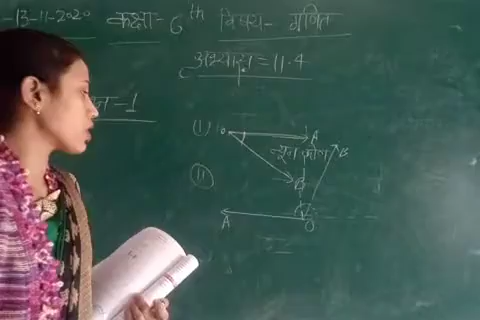 -13-11-2020 कक्षा- 6th विषय- गणित
अभ्यास = 11.4
न-1
(I) O A
न्यून कोण B
(II) B
A O